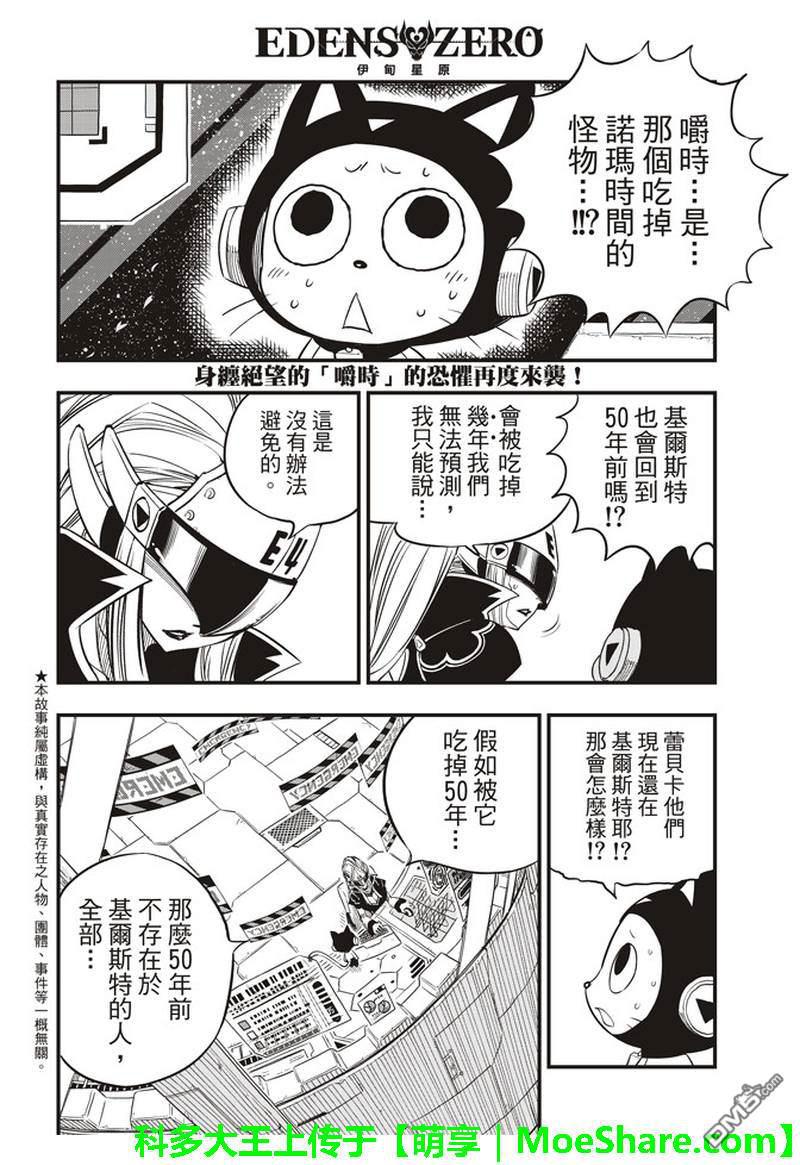 EDENS ZERO
伊甸星原
嚼時…是…
那個吃掉
諾瑪時間的
怪物…!!?
身纏絕望的「嚼時」的恐懼再度來襲！
基爾斯特
也會回到
50年前嗎!?
會被吃掉
幾年我們
無法預測，
我只能說…
這是
沒有辦法
避免的。
E4
E
蕾貝卡他們
現在還在
基爾斯特耶!?
那會怎麼樣!?
假如被它
吃掉50年…
那麼50年前
不存在於
基爾斯特的人，
全部…
EMERGENCY
EMERGENCY
EMERGENCY
EMERGENCY
EMERGENCY
★本故事純屬虛構，與真實存在之人物、團體、事件等一概無關。
DM5
科多大王上传于【萌享|MoeShare.com】